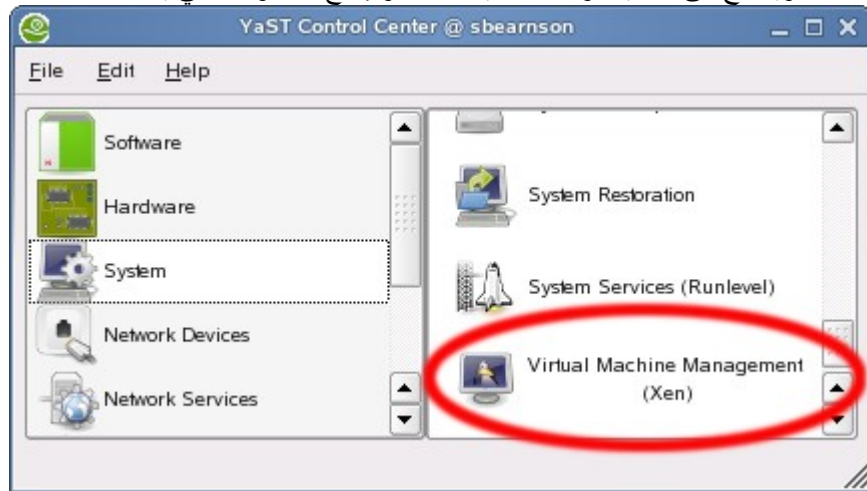 YaST Control Center @ sbearnson
File Edit Help
Software
Hardware
System
Network Devices
Network Services
System Restoration
System Services (Runlevel)
Virtual Machine Management
(Xen)